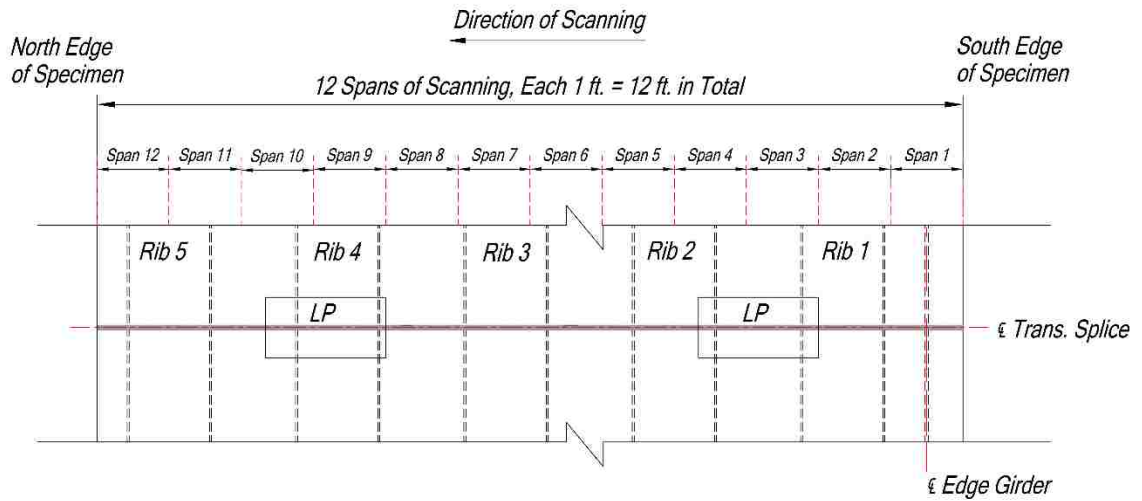 Direction of Scanning
North Edge
of Specimen
South Edge
of Specimen
12 Spans of Scanning, Each 1 ft. = 12 ft. in Total
Span 12
Span 11
Span 10
Span 9
Span 8
Span 7
Span 6
Span 5
Span 4
Span 3
Span 2
Span 1
Rib 5
Rib 4
Rib 3
Rib 2
Rib 1
LP
LP
℄ Trans. Splice
℄ Edge Girder